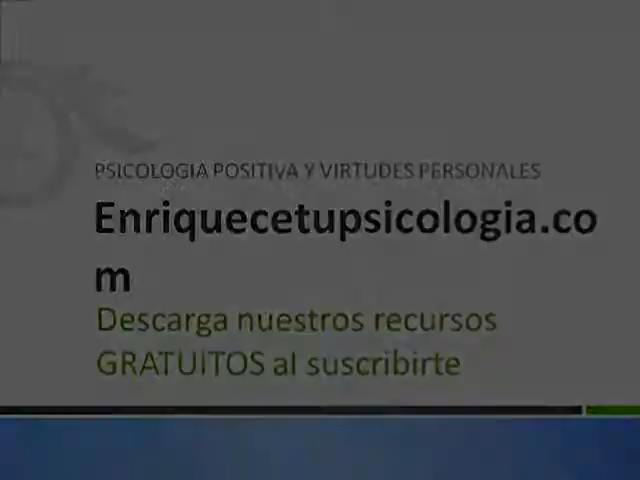 PSICOLOGIA POSITIVA Y VIRTUDES PERSONALES
Enriquecetupsicologia.co
m
Descarga nuestros recursos
GRATUITOS al suscribirte